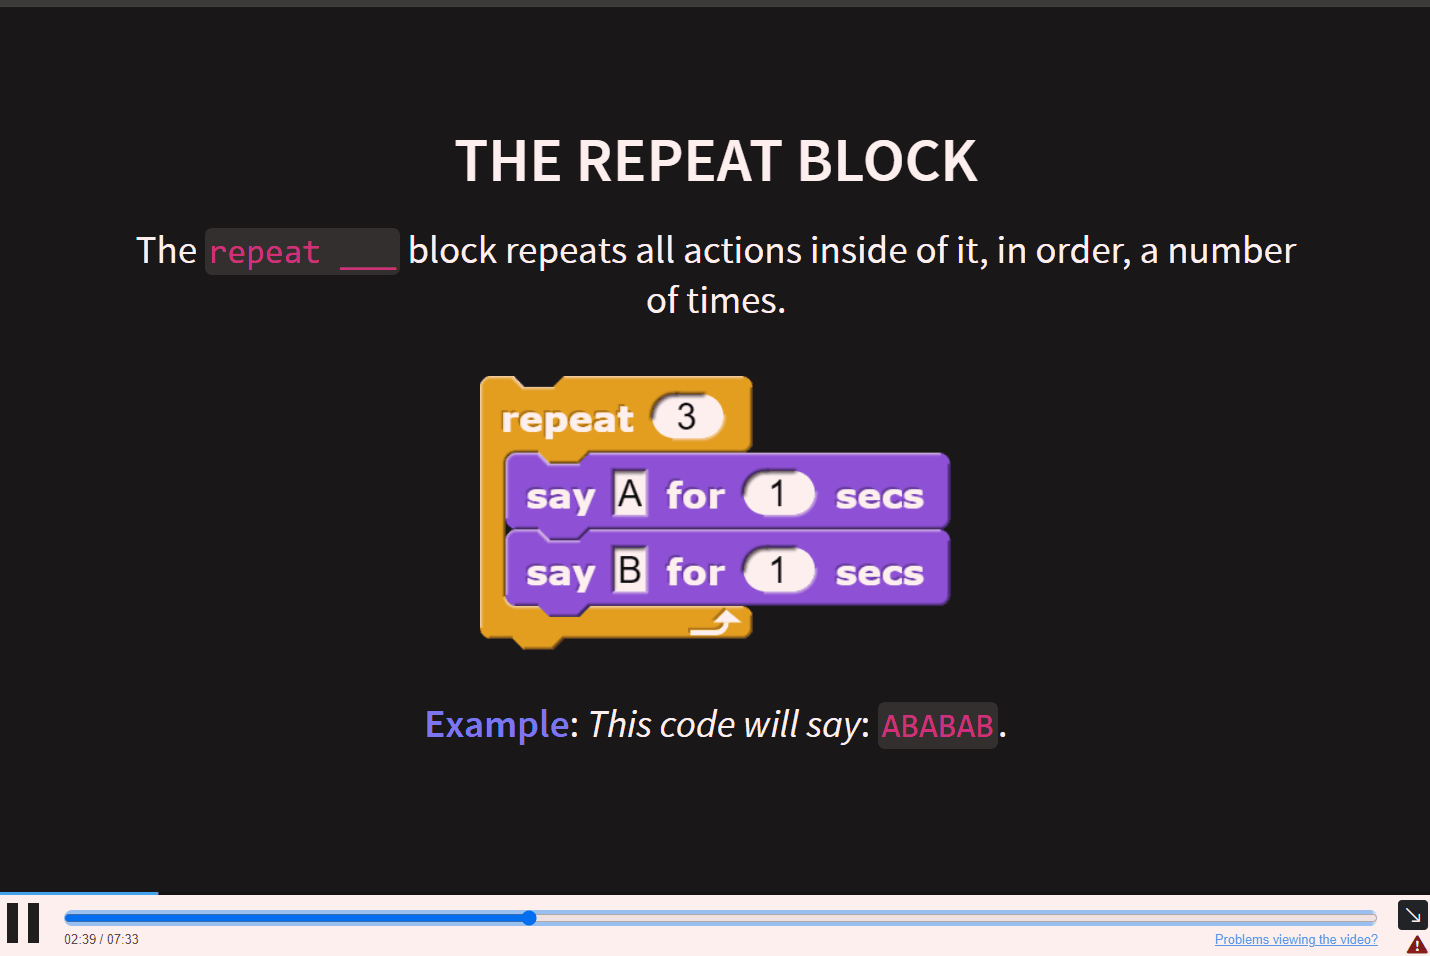 THE REPEAT BLOCK
The repeat ___ block repeats all actions inside of it, in order, a number
of times.
repeat 3
say A for 1 secs
say B for 1 secs
Example: This code will say: ABABAB.
02:39 / 07:33
Problems viewing the video?